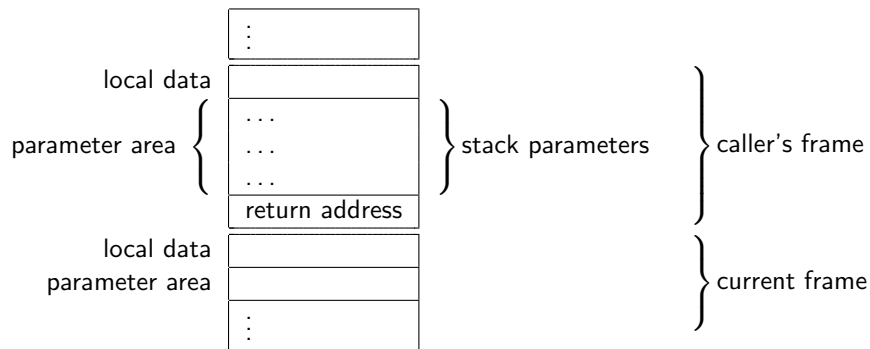 ⋮
local data
. . .
parameter area
. . .
stack parameters
caller's frame
. . .
return address
local data
parameter area
current frame
⋮